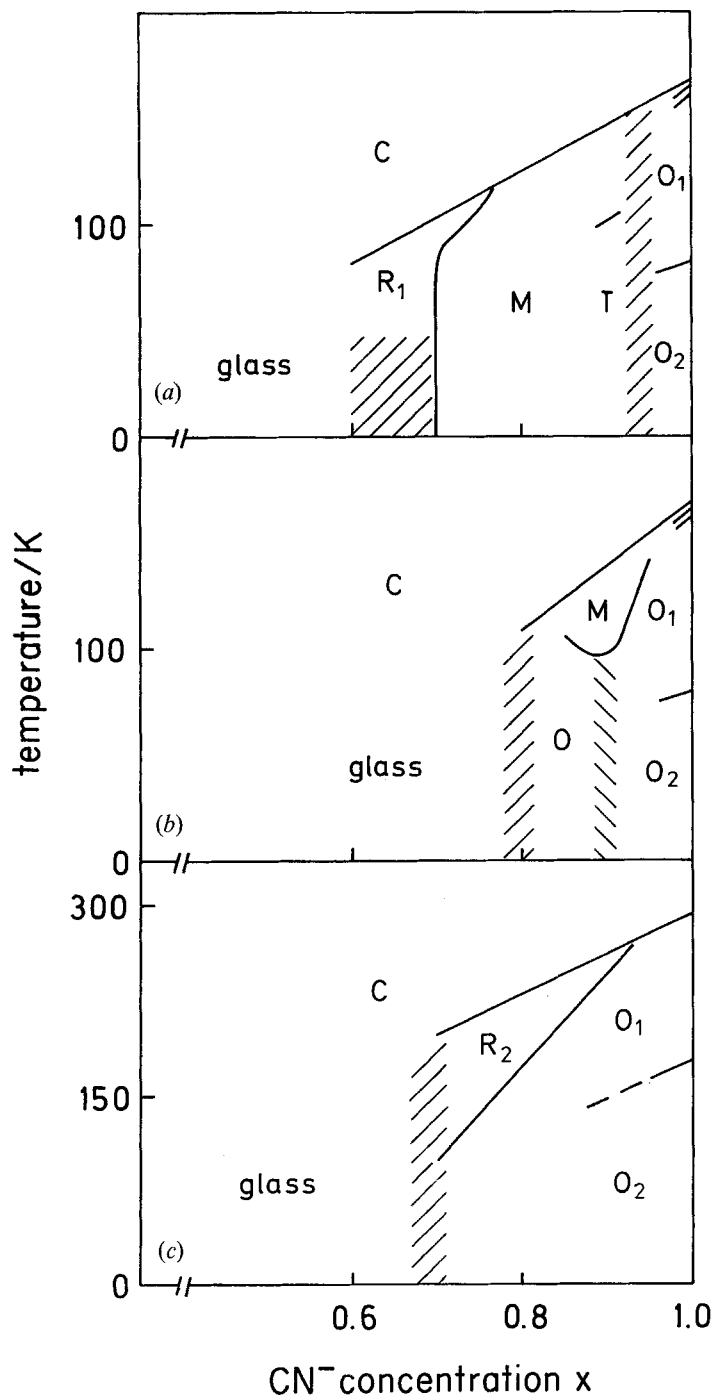 C
O₁
100
R₁
M
T
O₂
glass
(a)
0
C
M
O₁
100
O
O₂
glass
(b)
0
300
C
O₁
R₂
150
glass
O₂
(c)
0
0.6 0.8 1.0
temperature/K
CN⁻ concentration x